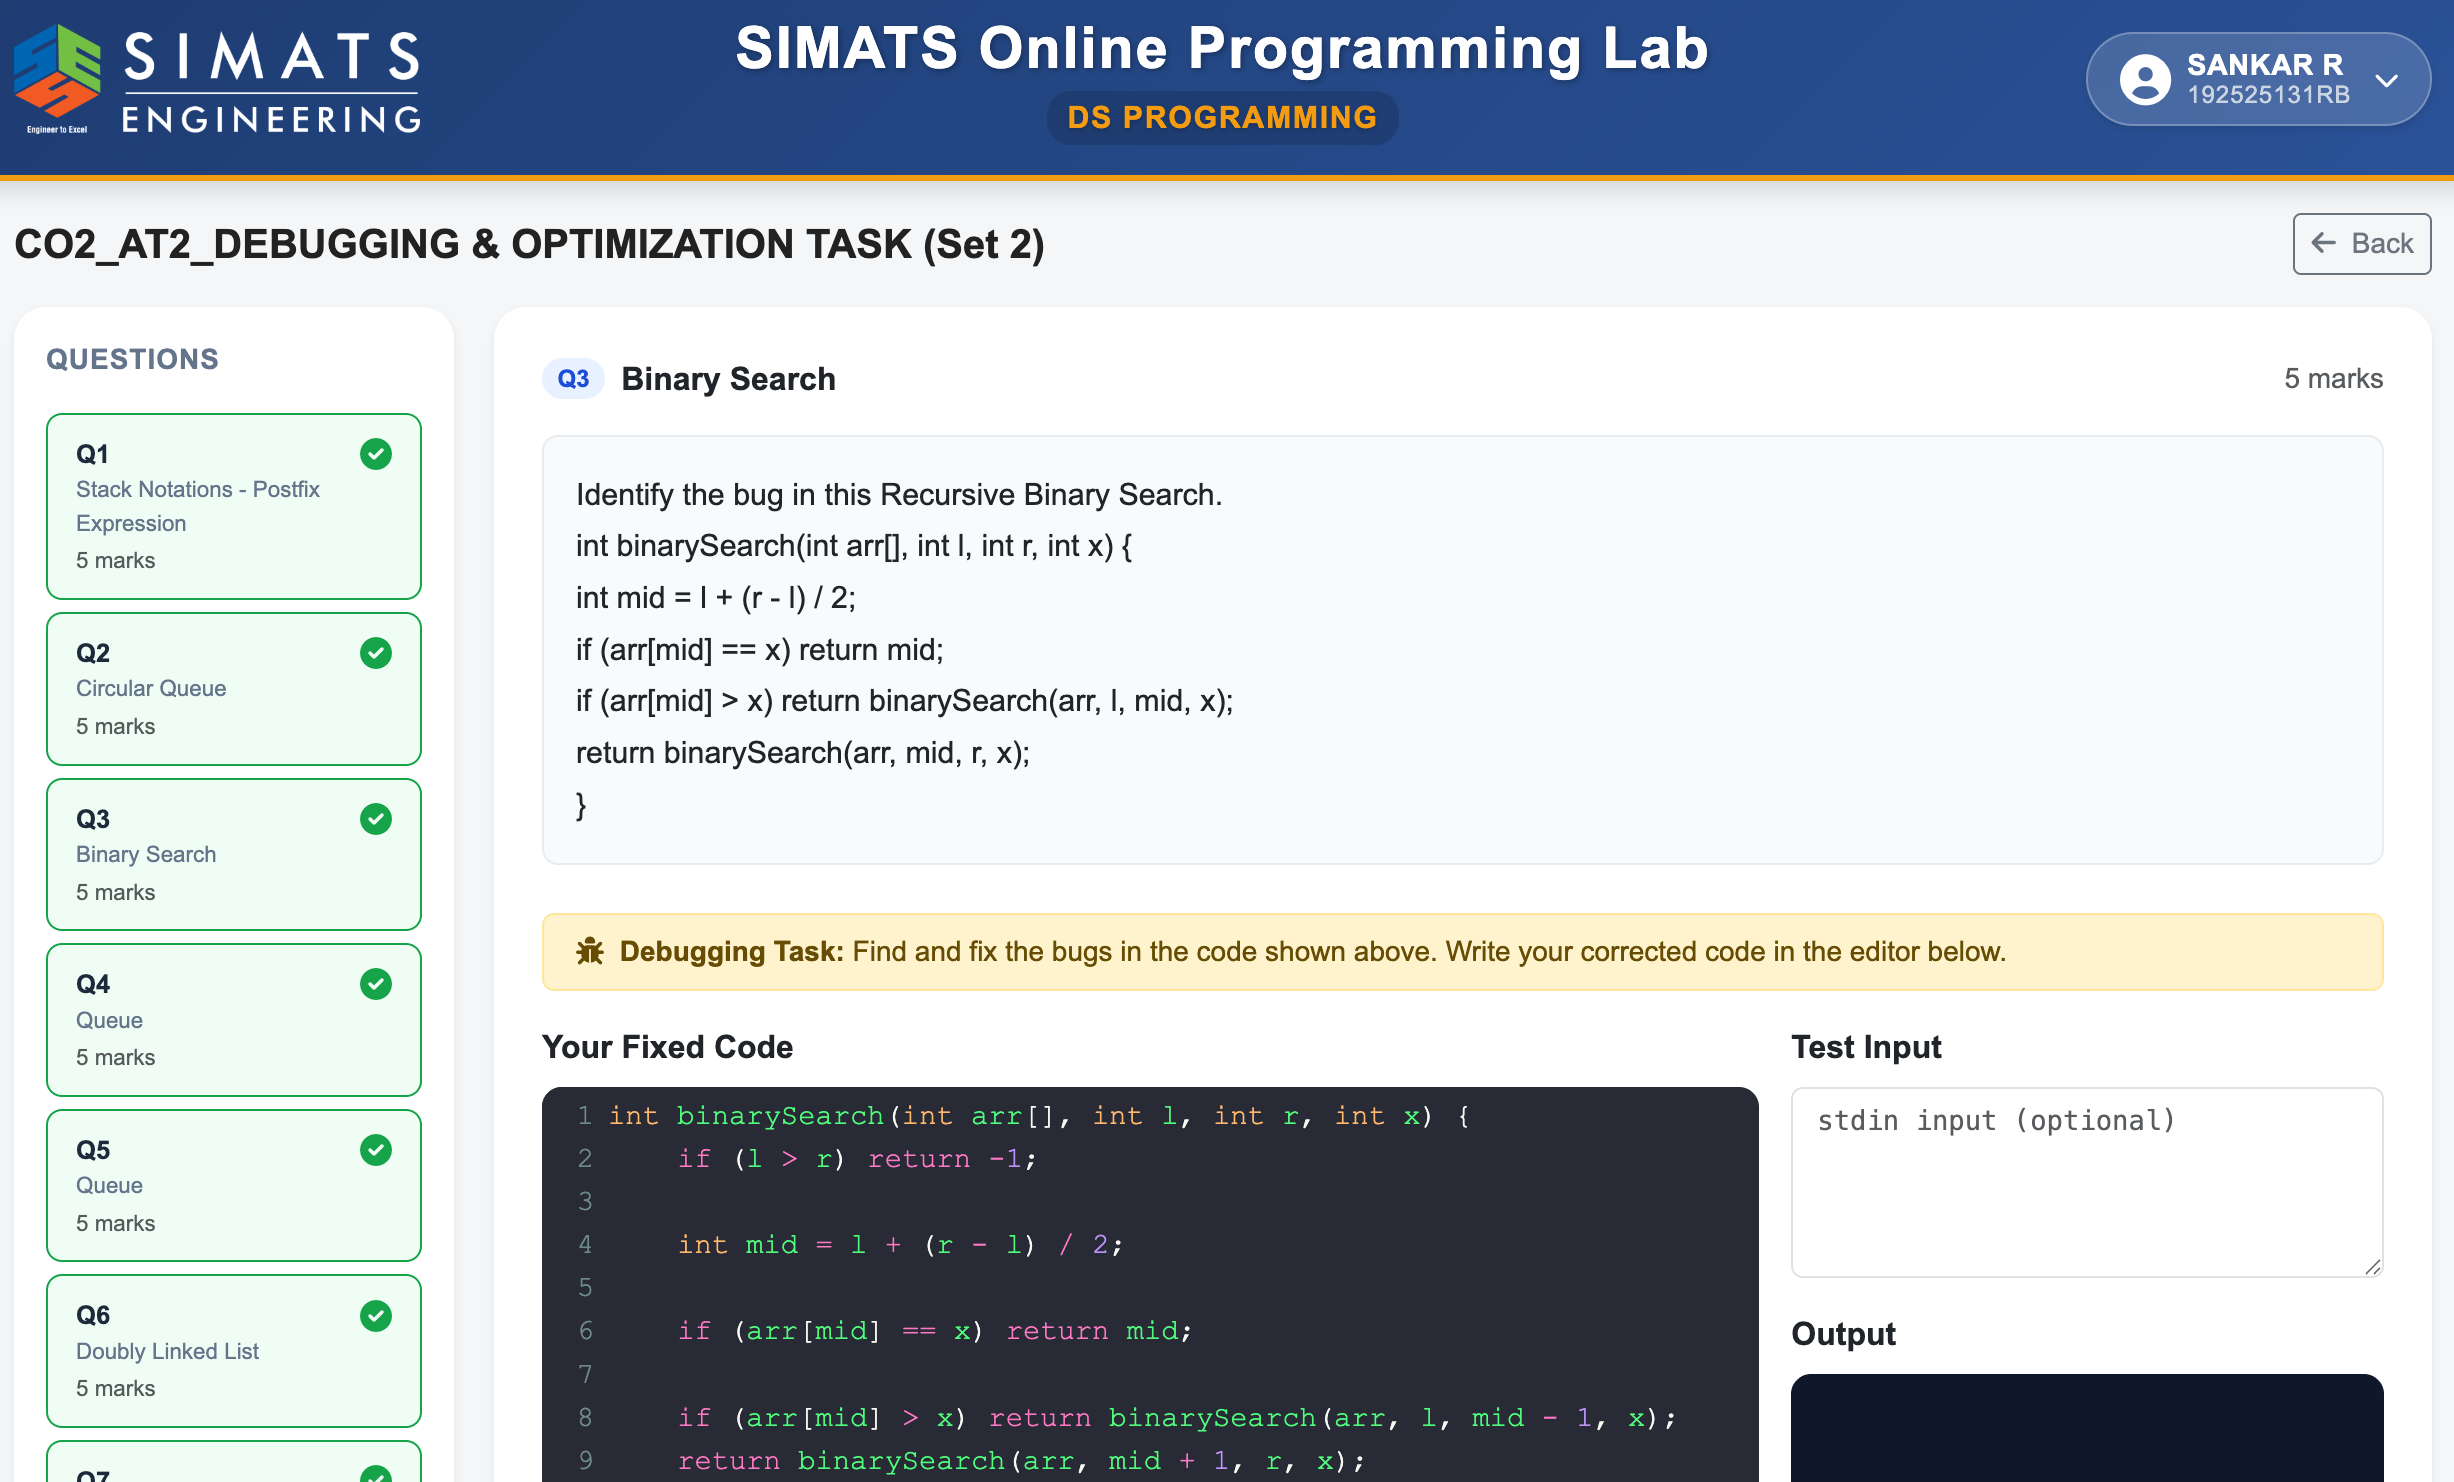 SIMATS
ENGINEERING
Engineer to Excel
SIMATS Online Programming Lab
DS PROGRAMMING
SANKAR R
192525131RB
CO2_AT2_DEBUGGING & OPTIMIZATION TASK (Set 2)
Back
QUESTIONS
Q1
Stack Notations - Postfix
Expression
5 marks
Q2
Circular Queue
5 marks
Q3
Binary Search
5 marks
Q4
Queue
5 marks
Q5
Queue
5 marks
Q6
Doubly Linked List
5 marks
Q7
Q3 Binary Search
5 marks
Identify the bug in this Recursive Binary Search.
int binarySearch(int arr[], int l, int r, int x) {
int mid = l + (r - l) / 2;
if (arr[mid] == x) return mid;
if (arr[mid] > x) return binarySearch(arr, l, mid, x);
return binarySearch(arr, mid, r, x);
}
Debugging Task: Find and fix the bugs in the code shown above. Write your corrected code in the editor below.
Your Fixed Code
1 int binarySearch(int arr[], int l, int r, int x) {
2     if (l > r) return -1;
3
4     int mid = l + (r - l) / 2;
5
6     if (arr[mid] == x) return mid;
7
8     if (arr[mid] > x) return binarySearch(arr, l, mid - 1, x);
9     return binarySearch(arr, mid + 1, r, x);
Test Input
stdin input (optional)
Output